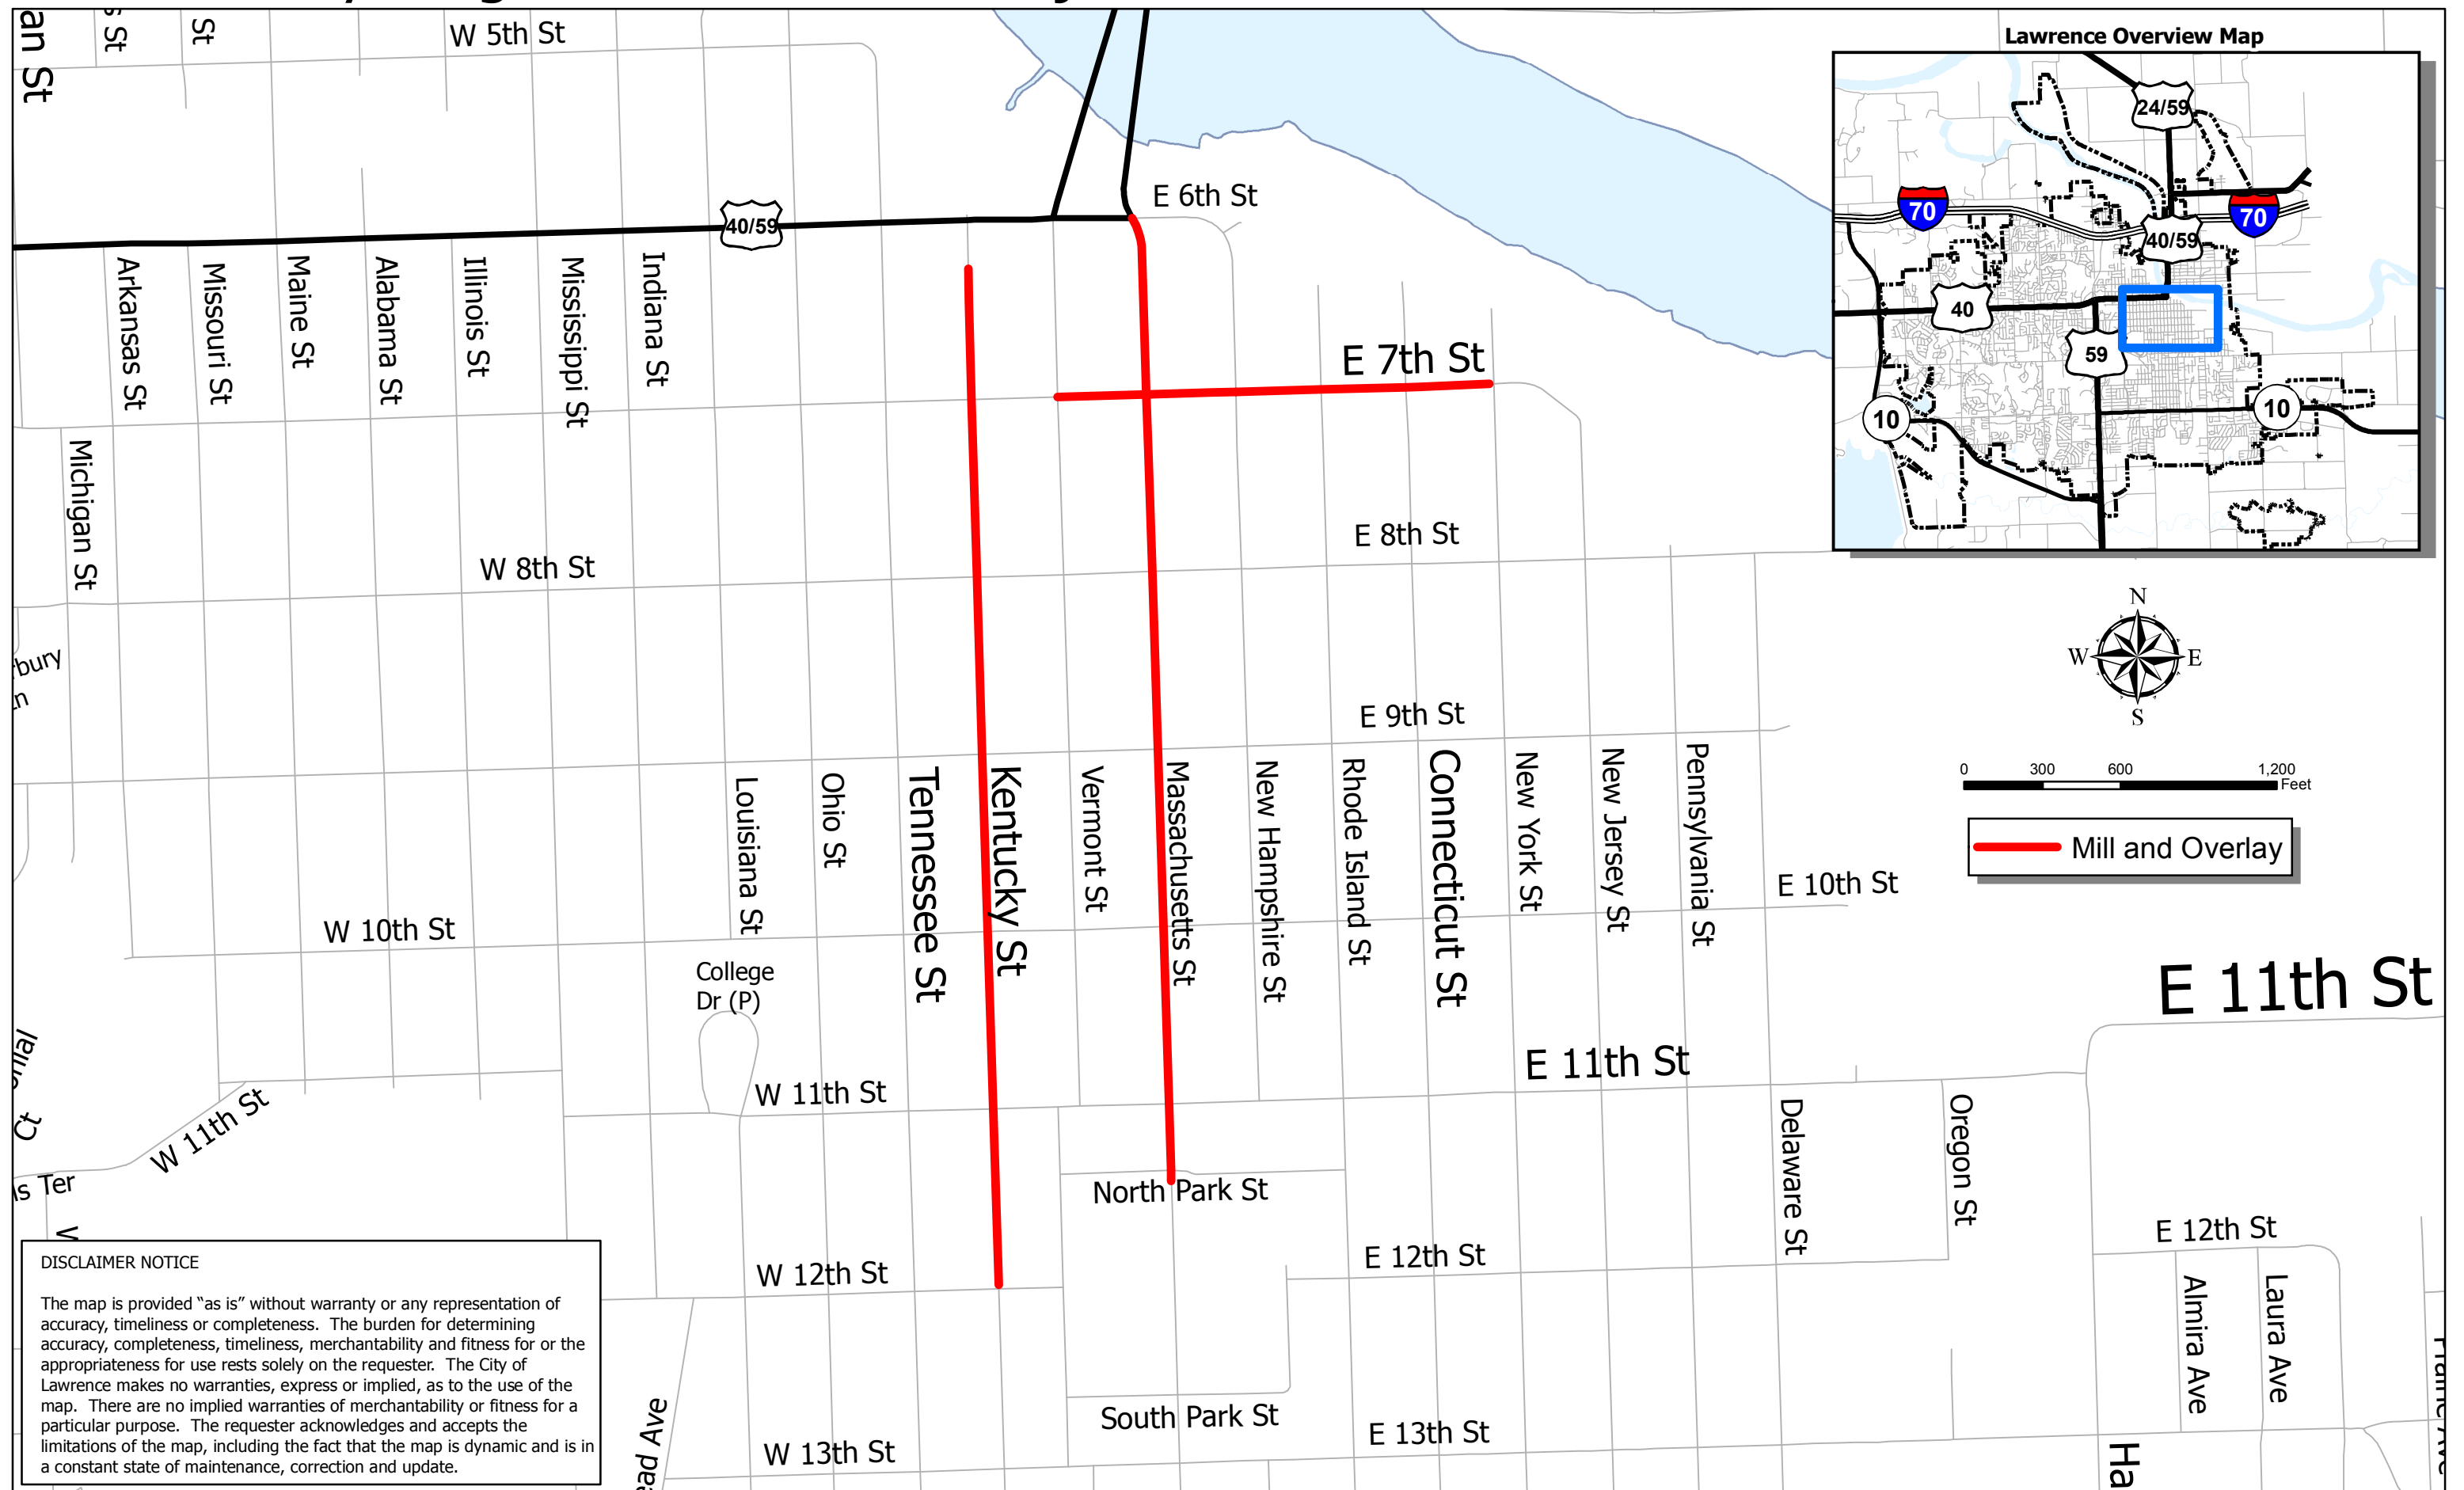 an St
St
St
W 5th St
Lawrence Overview Map
24/59
70
70
40/59
40
59
10
10
E 6th St
40/59
Arkansas St
Missouri St
Maine St
Alabama St
Illinois St
Mississippi St
Indiana St
E 7th St
Michigan St
W 8th St
E 8th St
N
W
E
S
E 9th St
0 300 600 1,200
Feet
Mill and Overlay
Louisiana St
Ohio St
Tennessee St
Kentucky St
Vermont St
Massachusetts St
New Hampshire St
Rhode Island St
Connecticut St
New York St
New Jersey St
Pennsylvania St
E 10th St
W 10th St
College
Dr (P)
E 11th St
E 11th St
W 11th St
W 11th St
Ct
Ter
North Park St
Delaware St
Oregon St
E 12th St
E 12th St
W 12th St
Almira Ave
Laura Ave
South Park St
E 13th St
W 13th St
ead Ave
Ha
DISCLAIMER NOTICE
The map is provided “as is” without warranty or any representation of
accuracy, timeliness or completeness. The burden for determining
accuracy, completeness, timeliness, merchantability and fitness for or the
appropriateness for use rests solely on the requester. The City of
Lawrence makes no warranties, express or implied, as to the use of the
map. There are no implied warranties of merchantability or fitness for a
particular purpose. The requester acknowledges and accepts the
limitations of the map, including the fact that the map is dynamic and is in
a constant state of maintenance, correction and update.